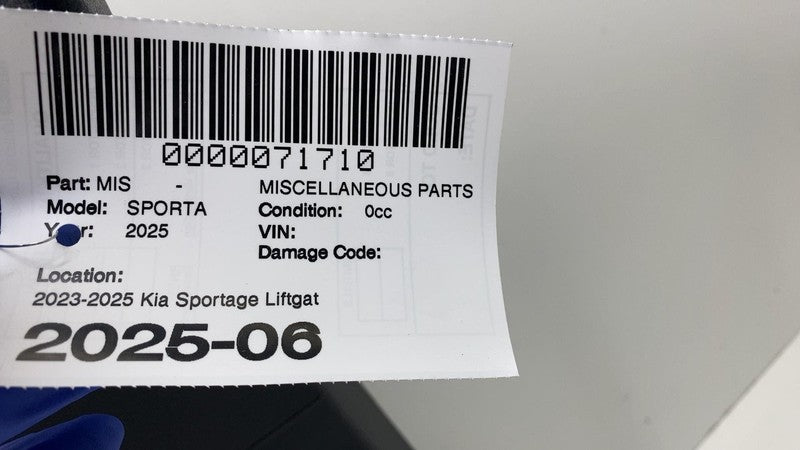 0000071710
Part: MIS - MISCELLANEOUS PARTS
Model: SPORTA Condition: 0cc
Year: 2025 VIN:
Damage Code:
Location:
2023-2025 Kia Sportage Liftgat
2025-06